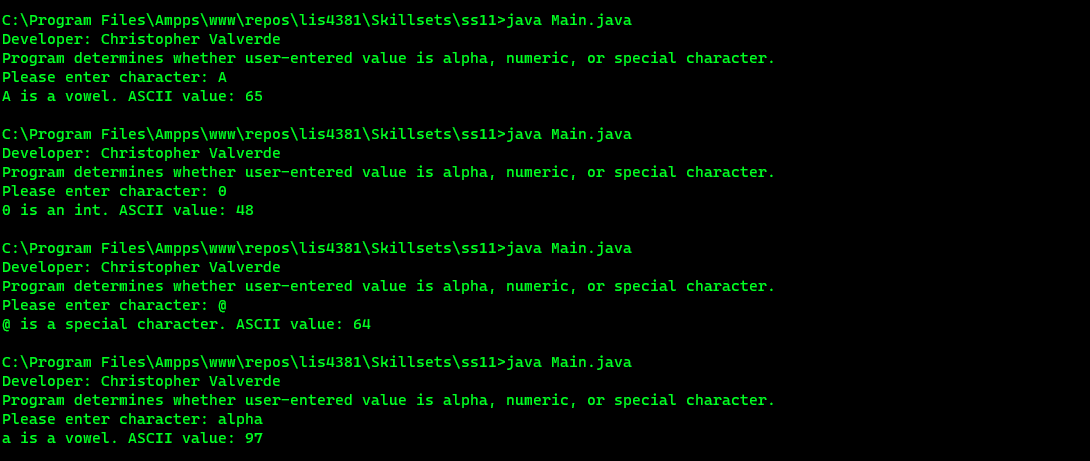 C:\Program Files\Ampps\www\repos\lis4381\Skillsets\ss11>java Main.java
Developer: Christopher Valverde
Program determines whether user-entered value is alpha, numeric, or special character.
Please enter character: A
A is a vowel. ASCII value: 65
C:\Program Files\Ampps\www\repos\lis4381\Skillsets\ss11>java Main.java
Developer: Christopher Valverde
Program determines whether user-entered value is alpha, numeric, or special character.
Please enter character: 0
0 is an int. ASCII value: 48
C:\Program Files\Ampps\www\repos\lis4381\Skillsets\ss11>java Main.java
Developer: Christopher Valverde
Program determines whether user-entered value is alpha, numeric, or special character.
Please enter character: @
@ is a special character. ASCII value: 64
C:\Program Files\Ampps\www\repos\lis4381\Skillsets\ss11>java Main.java
Developer: Christopher Valverde
Program determines whether user-entered value is alpha, numeric, or special character.
Please enter character: alpha
a is a vowel. ASCII value: 97